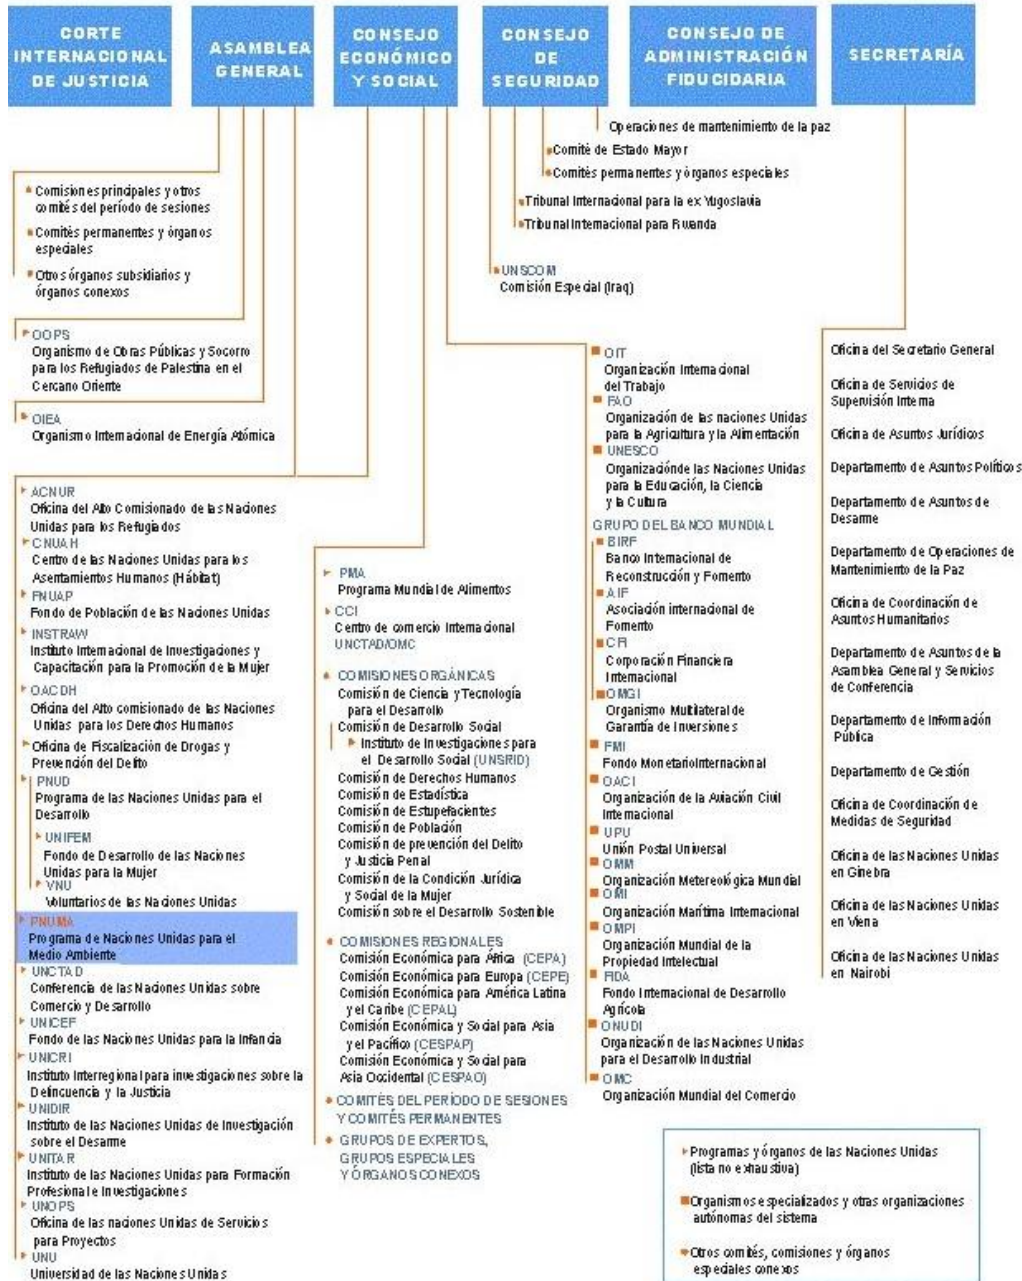 CORTE
INTERNACIONAL
DE JUSTICIA
ASAMBLEA
GENERAL
CONSEJO
ECONÓMICO
Y SOCIAL
CONSEJO
DE
SEGURIDAD
CONSEJO DE
ADMINISTRACIÓN
FIDUCIDARIA
SECRETARÍA
Comisiones principales y otros
comités del período de sesiones
Comités permanentes y órganos
especiales
Otros órganos subsidiarios y
órganos conexos
OOPS
Organismo de Obras Públicas y Socorro
para los Refugiados de Palestina en el
Cercano Oriente
OIEA
Organismo Internacional de Energía Atómica
ACNUR
Oficina del Alto Comisionado de las Naciones
Unidas para los Refugiados
CNUAH
Centro de las Naciones Unidas para los
Asentamientos Humanos (Hábitat)
FNUAP
Fondo de Población de las Naciones Unidas
INSTRAW
Instituto Internacional de Investigaciones y
Capacitación para la Promoción de la Mujer
OACDH
Oficina del Alto comisionado de las Naciones
Unidas para los Derechos Humanos
Oficina de Fiscalización de Drogas y
Prevención del Delito
PNUD
Programa de las Naciones Unidas para el
Desarrollo
UNIFEM
Fondo de Desarrollo de las Naciones
Unidas para la Mujer
VNU
Voluntarios de las Naciones Unidas
PNUMA
Programa de Naciones Unidas para el
Medio Ambiente
UNCTAD
Conferencia de las Naciones Unidas sobre
Comercio y Desarrollo
UNICEF
Fondo de las Naciones Unidas para la Infancia
UNICRI
Instituto Interregional para investigaciones sobre la
Delincuencia y la Justicia
UNIDIR
Instituto de las Naciones Unidas de Investigación
sobre el Desarme
UNITAR
Instituto de las Naciones Unidas para Formación
Profesional e Investigaciones
UNOPS
Oficina de las naciones Unidas de Servicios
para Proyectos
UNU
Universidad de las Naciones Unidas
PMA
Programa Mundial de Alimentos
CCI
Centro de comercio Internacional
UNCTAD/OMC
COMISIONES ORGÁNICAS
Comisión de Ciencia y Tecnología
para el Desarrollo
Comisión de Desarrollo Social
Instituto de Investigaciones para
el Desarrollo Social (UNSRID)
Comisión de Derechos Humanos
Comisión de Estadística
Comisión de Estupefacientes
Comisión de Población
Comisión de prevención del Delito
y Justicia Penal
Comisión de la Condición Jurídica
y Social de la Mujer
Comisión sobre el Desarrollo Sostenible
COMISIONES REGIONALES
Comisión Económica para África (CEPA)
Comisión Económica para Europa (CEPE)
Comisión Económica para América Latina
y el Caribe (CEPAL)
Comisión Económica y Social para Asia
y el Pacífico (CESPAP)
Comisión Económica y Social para
Asia Occidental (CESPAO)
COMITÉS DEL PERÍODO DE SESIONES
Y COMITÉS PERMANENTES
GRUPOS DE EXPERTOS,
GRUPOS ESPECIALES
Y ÓRGANOS CONEXOS
Operaciones de mantenimiento de la paz
Comité de Estado Mayor
Comités permanentes y órganos especiales
Tribunal Internacional para la ex Yugoslavia
Tribunal Internacional para Rwanda
UNSCOM
Comisión Especial (Iraq)
OIT
Organización Internacional
del Trabajo
FAO
Organización de las naciones Unidas
para la Agricultura y la Alimentación
UNESCO
Organizaciónde las Naciones Unidas
para la Educación, la Ciencia
y la Cultura
GRUPO DEL BANCO MUNDIAL
BIRF
Banco Internacional de
Reconstrucción y Fomento
AIF
Asociación internacional de
Fomento
CFI
Corporación Financiera
Internacional
OMGI
Organismo Multilateral de
Garantía de Inversiones
FMI
Fondo MonetarioInternacional
OACI
Organización de la Aviación Civil
Internacional
UPU
Unión Postal Universal
OMM
Organización Metereológica Mundial
OMI
Organización Marítima Internacional
OMPI
Organización Mundial de la
Propiedad Intelectual
FIDA
Fondo Internacional de Desarrollo
Agrícola
ONUDI
Organización de las Naciones Unidas
para el Desarrollo Industrial
OMC
Organización Mundial del Comercio
Oficina del Secretario General
Oficina de Servicios de
Supervisión Interna
Oficina de Asuntos Jurídicos
Departamento de Asuntos Políticos
Departamento de Asuntos de
Desarme
Departamento de Operaciones de
Mantenimiento de la Paz
Oficina de Coordinación de
Asuntos Humanitarios
Departamento de Asuntos de la
Asamblea General y Servicios
de Conferencia
Departamento de Información
Pública
Departamento de Gestión
Oficina de Coordinación de
Medidas de Seguridad
Oficina de las Naciones Unidas
en Ginebra
Oficina de las Naciones Unidas
en Viena
Oficina de las Naciones Unidas
en Nairobi
Programas y órganos de las Naciones Unidas
(lista no exhaustiva)
Organismos especializados y otras organizaciones
autónomas del sistema
Otros comités, comisiones y órganos
especiales conexos